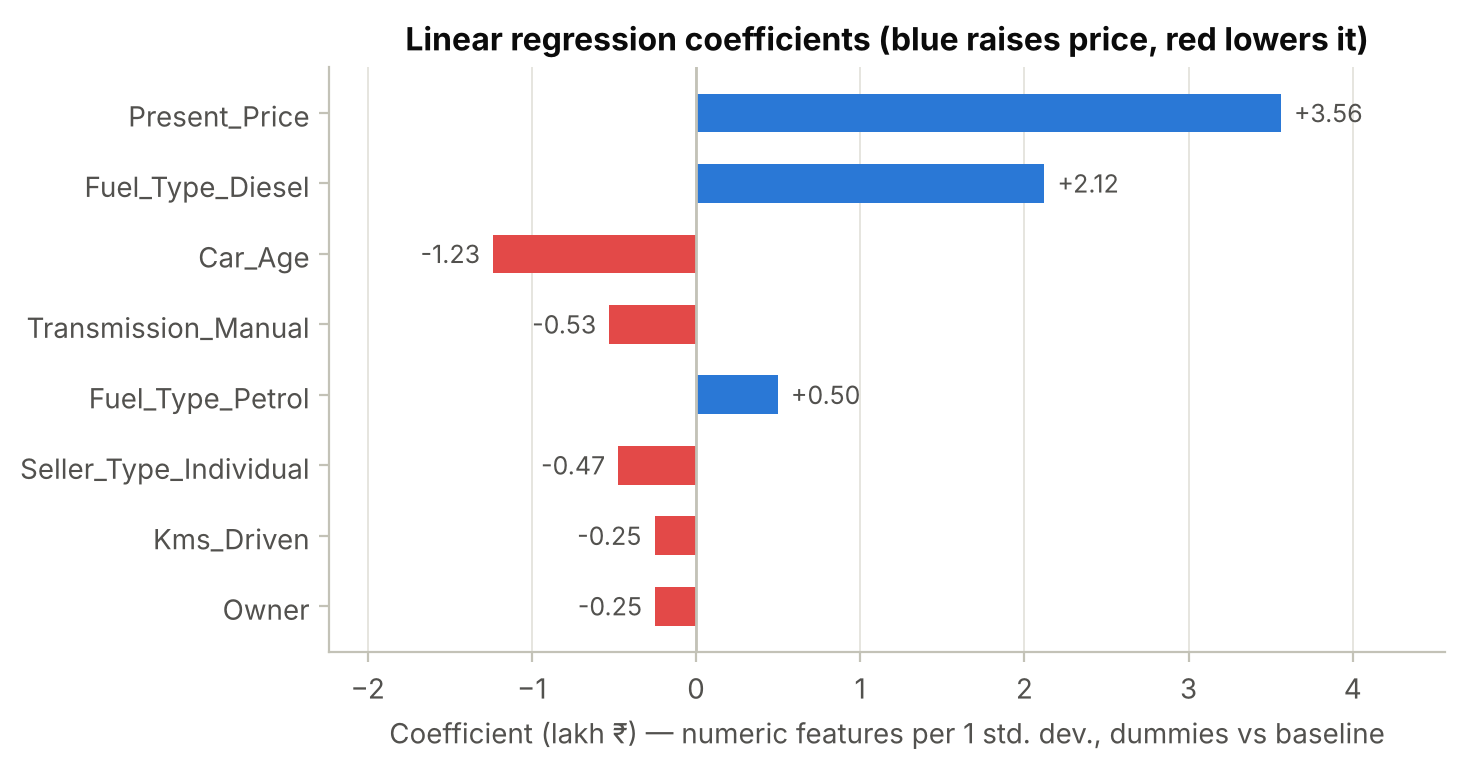 Linear regression coefficients (blue raises price, red lowers it)
Present_Price +3.56
Fuel_Type_Diesel +2.12
Car_Age -1.23
Transmission_Manual -0.53
Fuel_Type_Petrol +0.50
Seller_Type_Individual -0.47
Kms_Driven -0.25
Owner -0.25
−2 −1 0 1 2 3 4
Coefficient (lakh ₹) — numeric features per 1 std. dev., dummies vs baseline